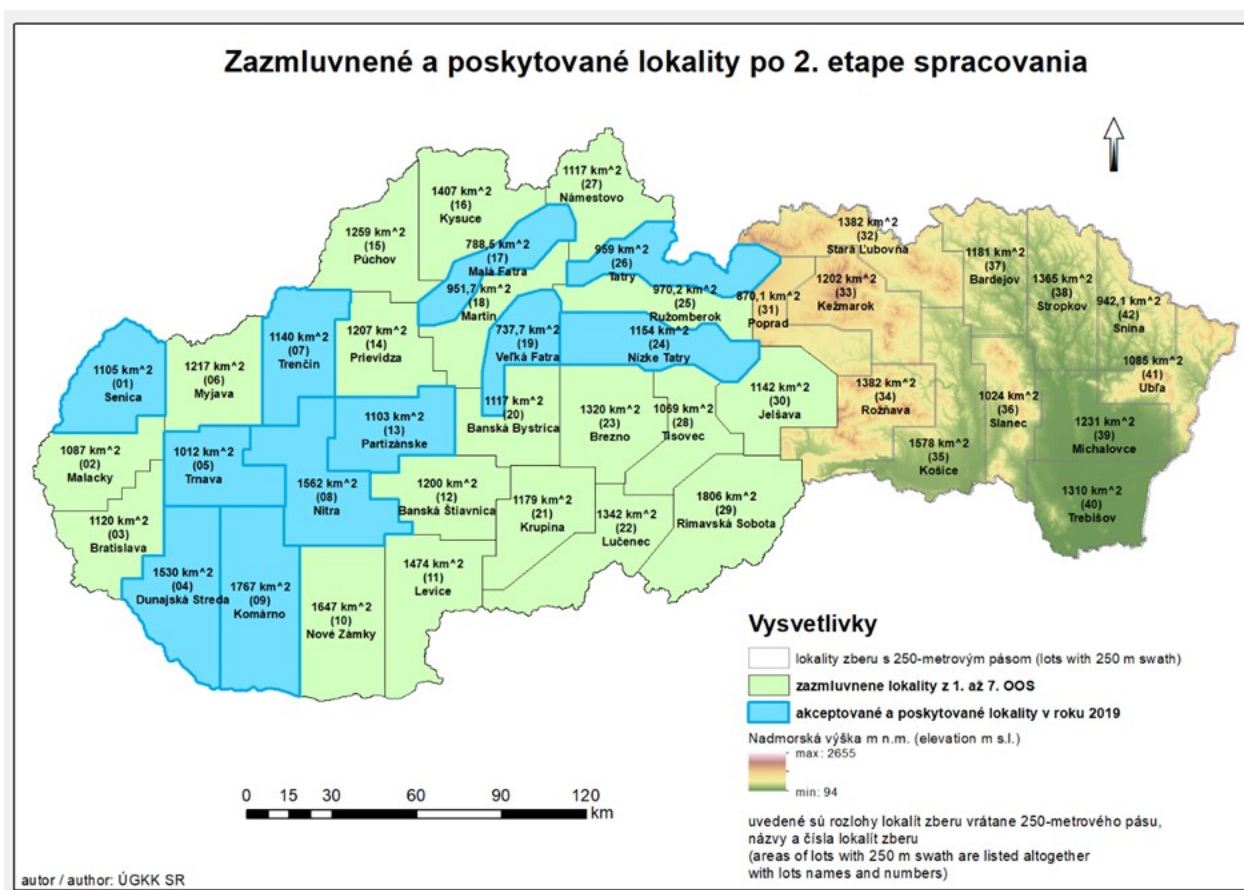 Zazmluvnené a poskytované lokality po 2. etape spracovania
1117 km^2
(27)
Námestovo
1407 km^2
(16)
Kysuce
1259 km^2
(15)
Púchov
788,5 km^2
(17)
Malá Fatra
959 km^2
(26)
Tatry
1382 km^2
(32)
Stará Ľubovňa
1181 km^2
(37)
Bardejov
1365 km^2
(38)
Stropkov
942,1 km^2
(42)
Snina
951,7 km^2
(18)
Martin
970,2 km^2
(25)
Ružomberok
870,1 km^2
(31)
Poprad
1202 km^2
(33)
Kežmarok
1140 km^2
(07)
Trenčín
1207 km^2
(14)
Prievidza
737,7 km^2
(19)
Veľká Fatra
1154 km^2
(24)
Nízke Tatry
1105 km^2
(01)
Senica
1217 km^2
(06)
Myjava
1085 km^2
(41)
Ubľa
1103 km^2
(13)
Partizánske
1117 km^2
(20)
Banská Bystrica
1320 km^2
(23)
Brezno
1069 km^2
(28)
Tisovec
1142 km^2
(30)
Jelšava
1382 km^2
(34)
Rožňava
1024 km^2
(36)
Slanec
1231 km^2
(39)
Michalovce
1087 km^2
(02)
Malacky
1012 km^2
(05)
Trnava
1562 km^2
(08)
Nitra
1200 km^2
(12)
Banská Štiavnica
1179 km^2
(21)
Krupina
1342 km^2
(22)
Lučenec
1806 km^2
(29)
Rimavská Sobota
1578 km^2
(35)
Košice
1310 km^2
(40)
Trebišov
1120 km^2
(03)
Bratislava
1530 km^2
(04)
Dunajská Streda
1767 km^2
(09)
Komárno
1647 km^2
(10)
Nové Zámky
1474 km^2
(11)
Levice
Vysvetlivky
lokality zberu s 250-metrovým pásom (lots with 250 m swath)
zazmluvnene lokality z 1. až 7. OOS
akceptované a poskytované lokality v roku 2019
Nadmorská výška m n.m. (elevation m s.l.)
max: 2655
min: 94
0 15 30 60 90 120
km
uvedené sú rozlohy lokalít zberu vrátane 250-metrového pásu,
názvy a čísla lokalít zberu
(areas of lots with 250 m swath are listed altogether
with lots names and numbers)
autor / author: ÚGKK SR